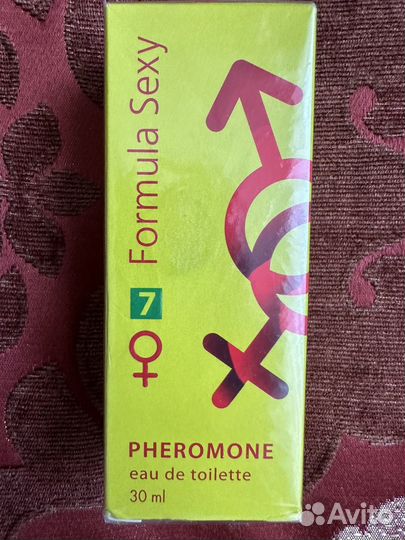 Formula Sexy
7
PHEROMONE
eau de toilette
30 ml
Avito